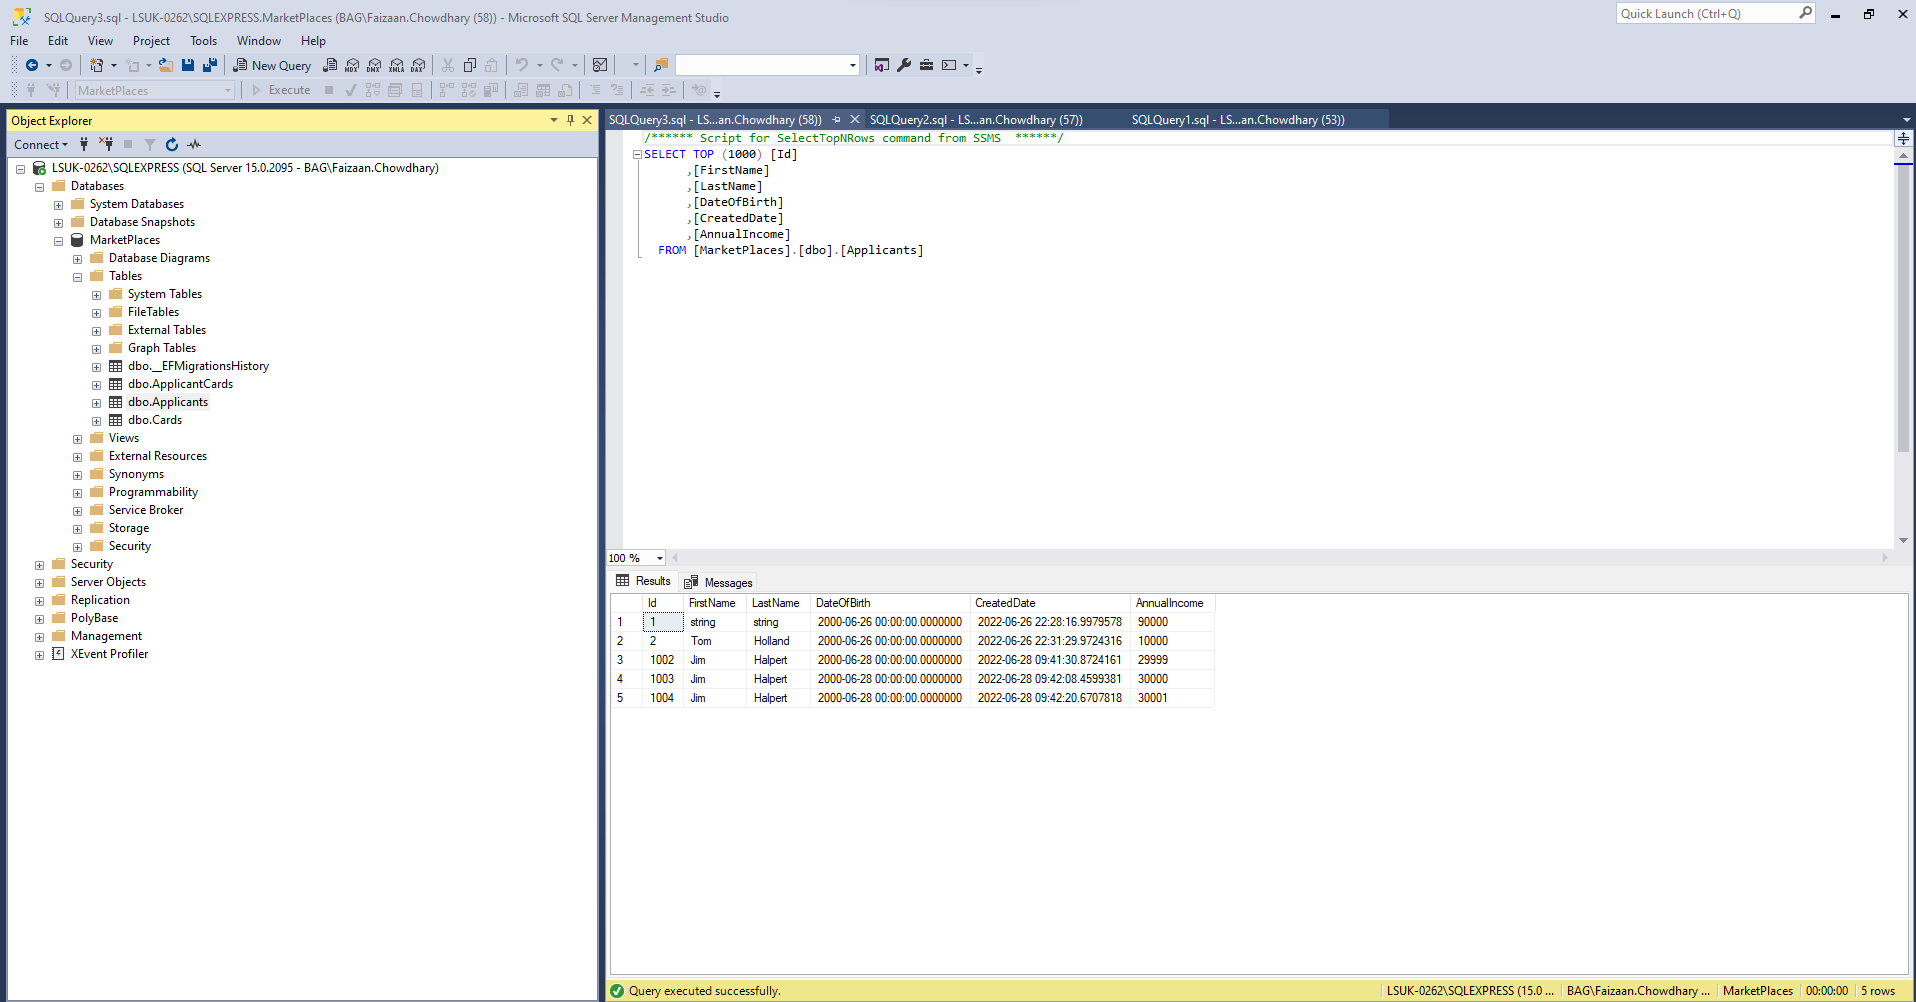 SQLQuery3.sql - LSUK-0262\SQLEXPRESS.MarketPlaces (BAG\Faizaan.Chowdhary (58)) - Microsoft SQL Server Management Studio
Quick Launch (Ctrl+Q)
File Edit View Project Tools Window Help
New Query MDX DMX XMLA DAX
MarketPlaces Execute
Object Explorer
Connect
LSUK-0262\SQLEXPRESS (SQL Server 15.0.2095 - BAG\Faizaan.Chowdhary)
Databases
System Databases
Database Snapshots
MarketPlaces
Database Diagrams
Tables
System Tables
FileTables
External Tables
Graph Tables
dbo.__EFMigrationsHistory
dbo.ApplicantCards
dbo.Applicants
dbo.Cards
Views
External Resources
Synonyms
Programmability
Service Broker
Storage
Security
Security
Server Objects
Replication
PolyBase
Management
XEvent Profiler
SQLQuery3.sql - LS...an.Chowdhary (58)) SQLQuery2.sql - LS...an.Chowdhary (57)) SQLQuery1.sql - LS...an.Chowdhary (53))
/****** Script for SelectTopNRows command from SSMS ******/
SELECT TOP (1000) [Id]
,[FirstName]
,[LastName]
,[DateOfBirth]
,[CreatedDate]
,[AnnualIncome]
FROM [MarketPlaces].[dbo].[Applicants]
100 %
Results Messages
Id FirstName LastName DateOfBirth CreatedDate AnnualIncome
1 1 string string 2000-06-26 00:00:00.0000000 2022-06-26 22:28:16.9979578 90000
2 2 Tom Holland 2000-06-26 00:00:00.0000000 2022-06-26 22:31:29.9724316 10000
3 1002 Jim Halpert 2000-06-28 00:00:00.0000000 2022-06-28 09:41:30.8724161 29999
4 1003 Jim Halpert 2000-06-28 00:00:00.0000000 2022-06-28 09:42:08.4599381 30000
5 1004 Jim Halpert 2000-06-28 00:00:00.0000000 2022-06-28 09:42:20.6707818 30001
Query executed successfully. LSUK-0262\SQLEXPRESS (15.0 ... BAG\Faizaan.Chowdhary ... MarketPlaces 00:00:00 5 rows